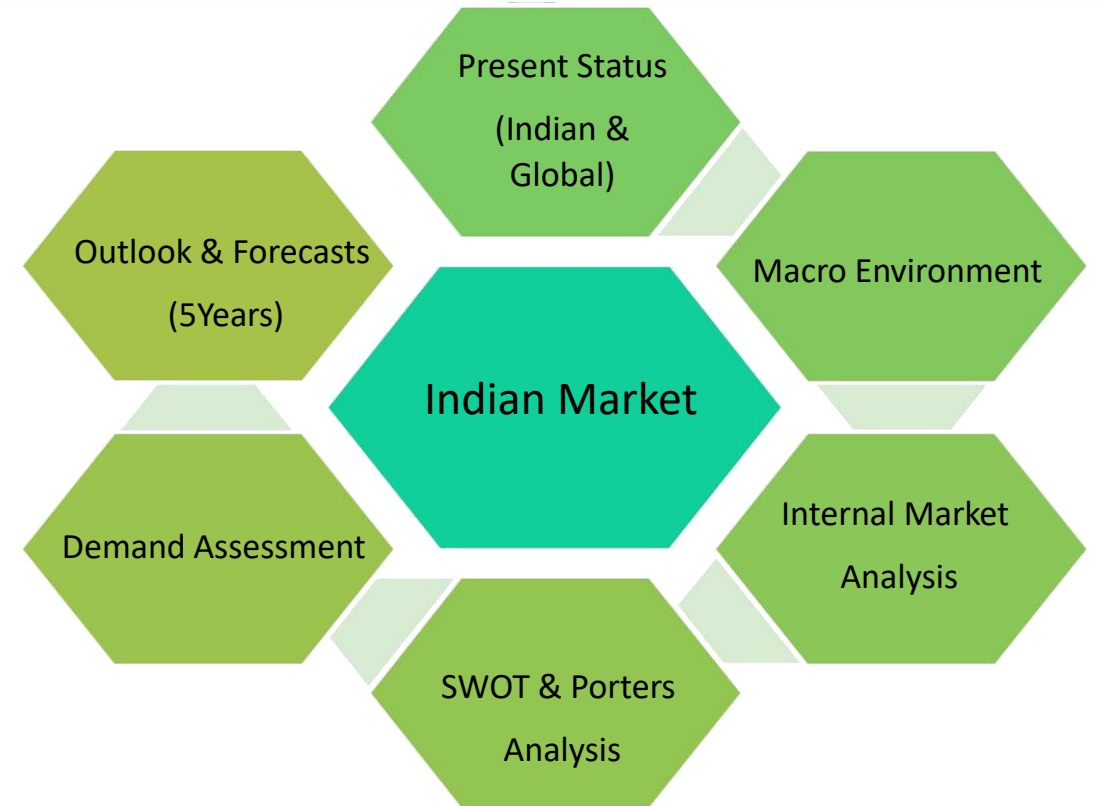 Present Status
(Indian &
Global)
Outlook & Forecasts
(5Years)
Macro Environment
Indian Market
Internal Market
Analysis
Demand Assessment
SWOT & Porters
Analysis